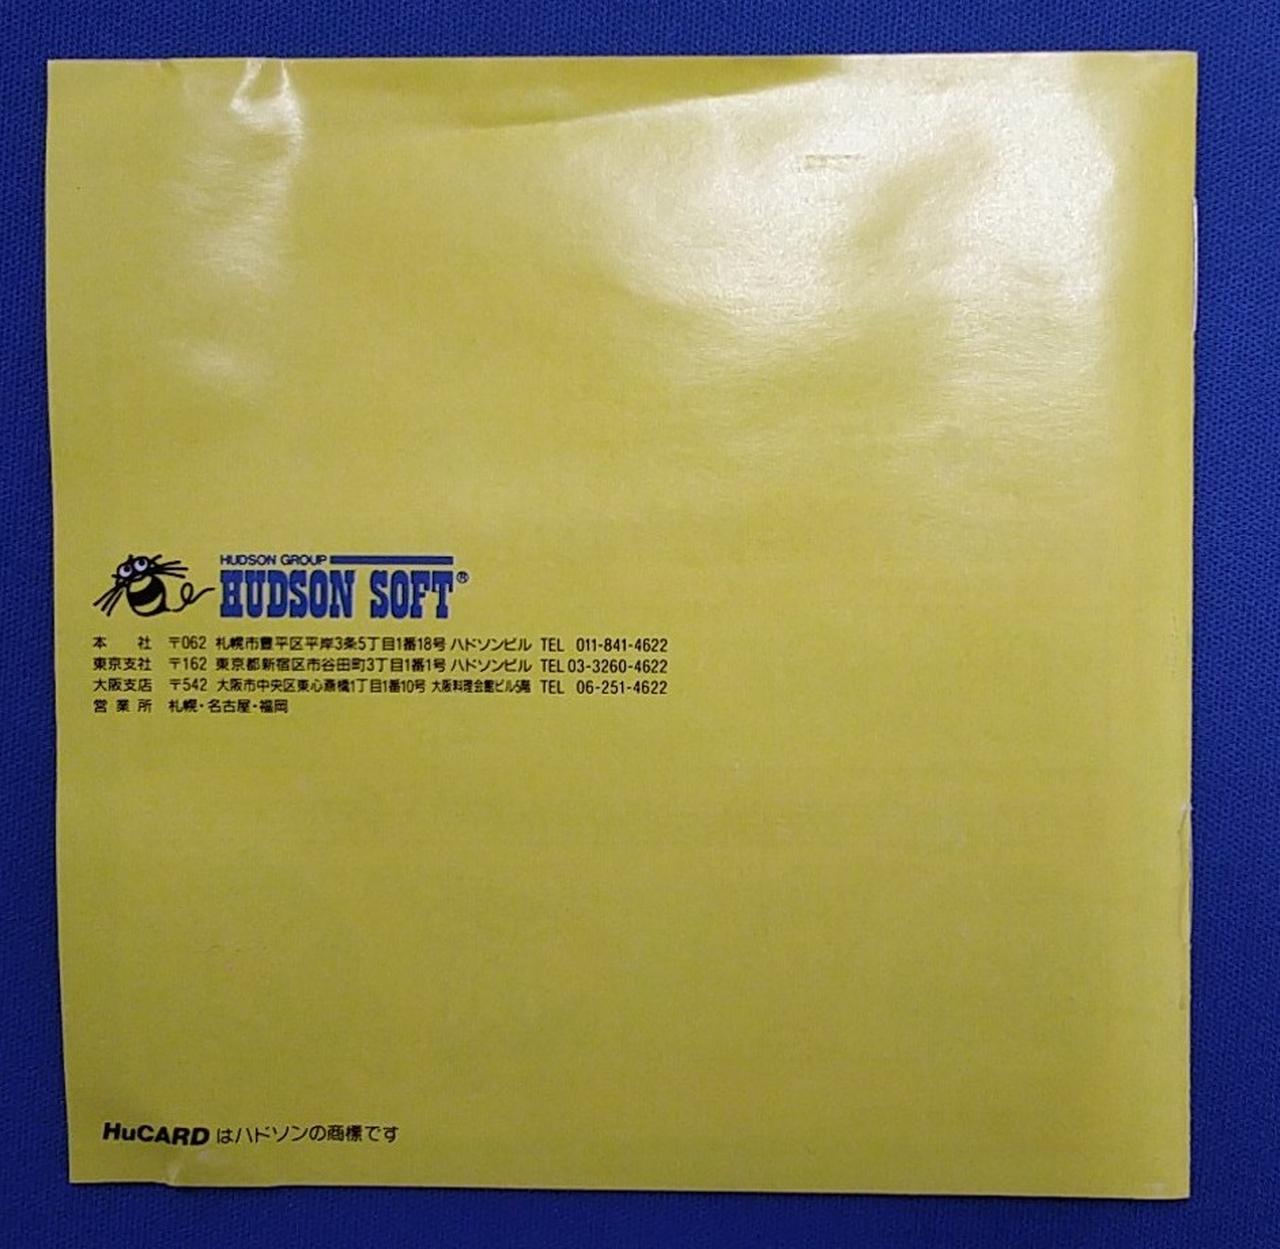 HUDSON GROUP
HUDSON SOFT®
本　社　〒062 札幌市豊平区平岸3条5丁目1番18号 ハドソンビル TEL 011-841-4622
東京支社　〒162 東京都新宿区市谷田町3丁目1番1号 ハドソンビル TEL 03-3260-4622
大阪支店　〒542 大阪市中央区東心斎橋1丁目1番10号 大阪料理会館ビル5階 TEL 06-251-4622
営業所　札幌・名古屋・福岡
HuCARD はハドソンの商標です